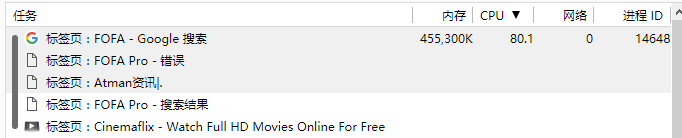 任务 内存 CPU ▼ 网络 进程 ID
标签页：FOFA - Google 搜索 455,300K 80.1 0 14648
标签页：FOFA Pro - 错误
标签页：Atman资讯|.
标签页：FOFA Pro - 搜索结果
标签页：Cinemaflix - Watch Full HD Movies Online For Free